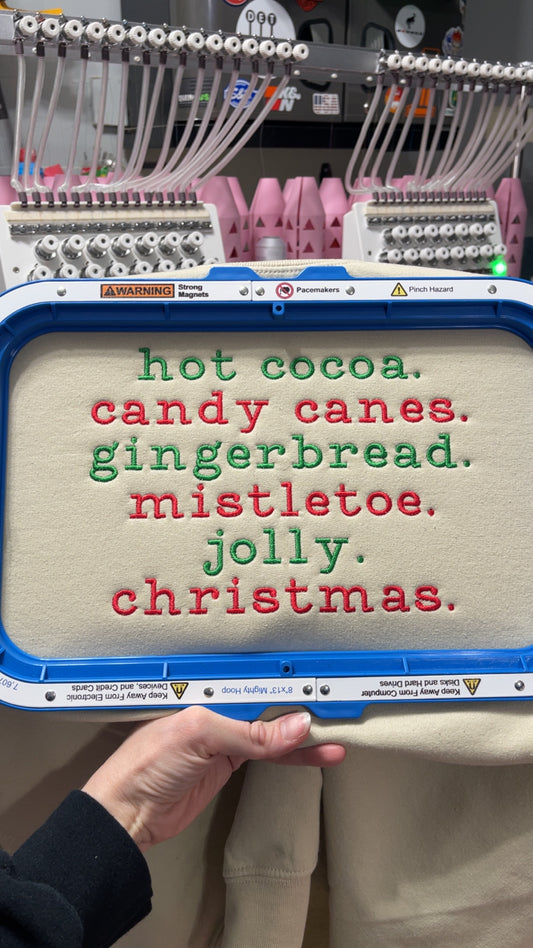 DET
K&N
WARNING Strong Magnets
Pacemakers
Pinch Hazard
hot cocoa.
candy canes.
gingerbread.
mistletoe.
jolly.
christmas.
Keep Away From Electronic Devices, and Credit Cards
8"x13" Mighty Hoop
Keep Away From Computer Disks and Hard Drives